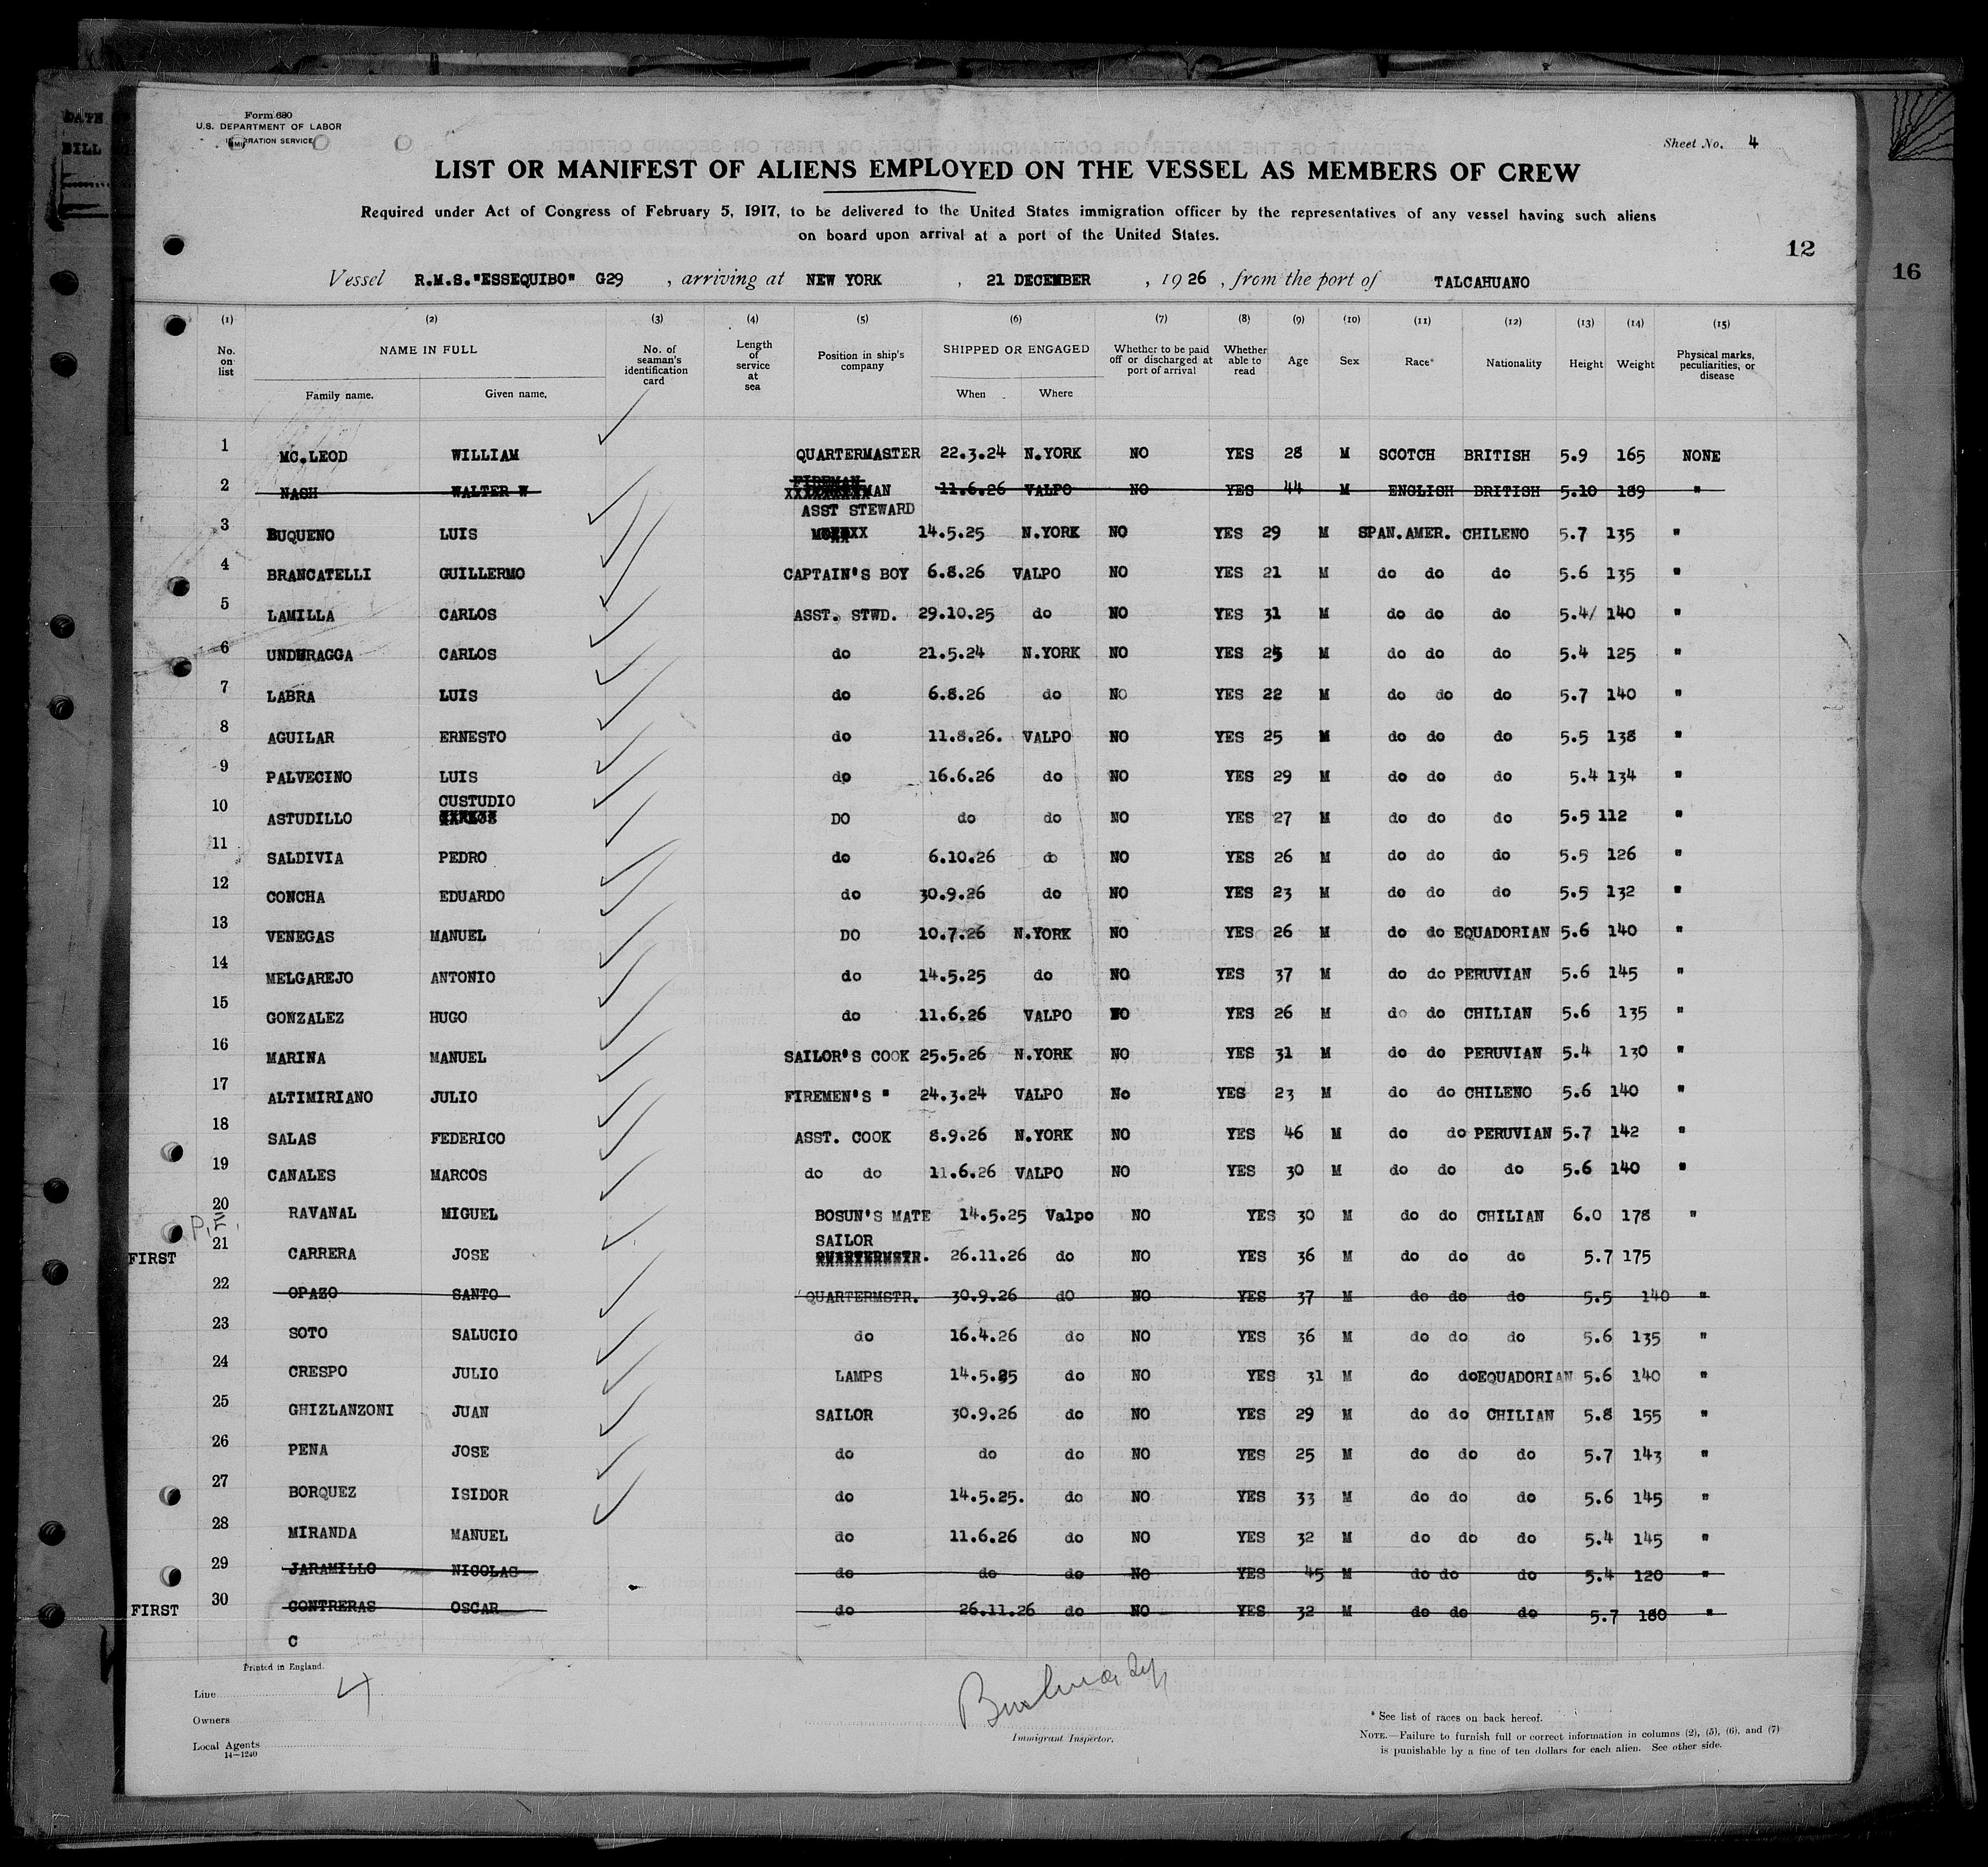 DATE
BILL
Form 680
U.S. DEPARTMENT OF LABOR
IMMIGRATION SERVICE
Sheet No. 4
LIST OR MANIFEST OF ALIENS EMPLOYED ON THE VESSEL AS MEMBERS OF CREW
Required under Act of Congress of February 5, 1917, to be delivered to the United States immigration officer by the representatives of any vessel having such aliens
on board upon arrival at a port of the United States.
12
16
Vessel R.M.S."ESSEQUIBO" G29 , arriving at NEW YORK , 21 DECEMBER , 1926 , from the port of TALCAHUANO
(1) (2) (3) (4) (5) (6) (7) (8) (9) (10) (11) (12) (13) (14) (15)
No. on list NAME IN FULL Family name. Given name. No. of seaman's identification card Length of service at sea Position in ship's company SHIPPED OR ENGAGED When Where Whether to be paid off or discharged at port of arrival Whether able to read Age Sex Race* Nationality Height Weight Physical marks, peculiarities, or disease
1 MC.LEOD WILLIAM QUARTERMASTER 22.3.24 N.YORK NO YES 28 M SCOTCH BRITISH 5.9 165 NONE
2 NASH WALTER W FIREMAN 11.6.26 VALPO NO YES 44 M ENGLISH BRITISH 5.10 189 "
ASST STEWARD
3 BUQUENO LUIS 14.5.25 N.YORK NO YES 29 M SPAN.AMER. CHILENO 5.7 135 "
4 BRANCATELLI GUILLERMO CAPTAIN'S BOY 6.8.26 VALPO NO YES 21 M do do do 5.6 135 "
5 LAMILLA CARLOS ASST. STWD. 29.10.25 do NO YES 31 M do do do 5.4/ 140 "
6 UNDURAGGA CARLOS do 21.5.24 N.YORK NO YES 25 M do do do 5.4 125 "
7 LABRA LUIS do 6.8.26 do NO YES 22 M do do do 5.7 140 "
8 AGUILAR ERNESTO do 11.8.26. VALPO NO YES 25 M do do do 5.5 138 "
9 PALVECINO LUIS do 16.6.26 do NO YES 29 M do do do 5.4 134 "
CUSTUDIO
10 ASTUDILLO DO do do NO YES 27 M do do do 5.5 112 "
11 SALDIVIA PEDRO do 6.10.26 do NO YES 26 M do do do 5.5 126 "
12 CONCHA EDUARDO do 30.9.26 do NO YES 23 M do do do 5.5 132 "
13 VENEGAS MANUEL DO 10.7.26 N.YORK NO YES 26 M do do EQUADORIAN 5.6 140 "
14 MELGAREJO ANTONIO do 14.5.25 do NO YES 37 M do do PERUVIAN 5.6 145 "
15 GONZALEZ HUGO do 11.6.26 VALPO NO YES 26 M do do CHILIAN 5.6 135 "
16 MARINA MANUEL SAILOR'S COOK 25.5.26 N.YORK NO YES 31 M do do PERUVIAN 5.4 130 "
17 ALTIMIRIANO JULIO FIREMEN'S " 24.3.24 VALPO No YES 23 M do do CHILENO 5.6 140 "
18 SALAS FEDERICO ASST. COOK 8.9.26 N.YORK NO YES 46 M do do PERUVIAN 5.7 142 "
19 CANALES MARCOS do do 11.6.26 VALPO NO YES 30 M do do do 5.6 140 "
20 RAVANAL MIGUEL BOSUN'S MATE 14.5.25 Valpo NO YES 30 M do do CHILIAN 6.0 178 "
P.F.
SAILOR
FIRST 21 CARRERA JOSE QUARTERMSTR. 26.11.26 do NO YES 36 M do do do 5.7 175
22 OPAZO SANTO QUARTERMSTR. 30.9.26 dO NO YES 37 M do do do 5.5 140 "
23 SOTO SALUCIO do 16.4.26 do NO YES 36 M do do do 5.6 135 "
24 CRESPO JULIO LAMPS 14.5.25 do NO YES 31 M do do EQUADORIAN 5.6 140 "
25 GHIZLANZONI JUAN SAILOR 30.9.26 do NO YES 29 M do do CHILIAN 5.8 155 "
26 PENA JOSE do do do NO YES 25 M do do do 5.7 143 "
27 BORQUEZ ISIDOR do 14.5.25. do NO YES 33 M do do do 5.6 145 "
28 MIRANDA MANUEL do 11.6.26 do NO YES 32 M do do do 5.4 145 "
29 JARAMILLO NICOLAS do do do NO YES 45 M do do do 5.4 120 "
FIRST 30 CONTRERAS OSCAR do 26.11.26 do NO YES 32 M do do do 5.7 180 "
C
Printed in England.
Line 4
Owners
Local Agents
14—1240
Immigrant Inspector.
* See list of races on back hereof.
NOTE.—Failure to furnish full or correct information in columns (2), (5), (6), and (7)
is punishable by a fine of ten dollars for each alien. See other side.